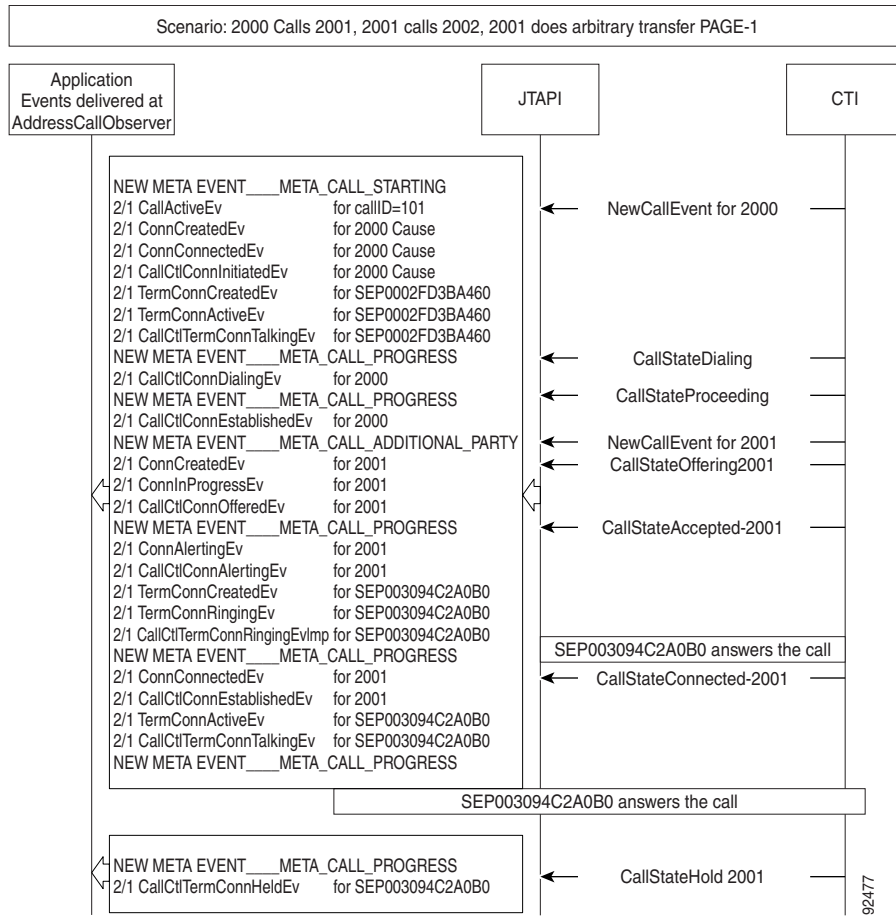 Scenario: 2000 Calls 2001, 2001 calls 2002, 2001 does arbitrary transfer PAGE-1
Application
Events delivered at
AddressCallObserver
JTAPI
CTI
NEW META EVENT____META_CALL_STARTING
2/1 CallActiveEv for callID=101
NewCallEvent for 2000
2/1 ConnCreatedEv for 2000 Cause
2/1 ConnConnectedEv for 2000 Cause
2/1 CallCtlConnInitiatedEv for 2000 Cause
2/1 TermConnCreatedEv for SEP0002FD3BA460
2/1 TermConnActiveEv for SEP0002FD3BA460
2/1 CallCtlTermConnTalkingEv for SEP0002FD3BA460
NEW META EVENT____META_CALL_PROGRESS
CallStateDialing
2/1 CallCtlConnDialingEv for 2000
NEW META EVENT____META_CALL_PROGRESS
CallStateProceeding
2/1 CallCtlConnEstablishedEv for 2000
NEW META EVENT____META_CALL_ADDITIONAL_PARTY
NewCallEvent for 2001
2/1 ConnCreatedEv for 2001
CallStateOffering2001
2/1 ConnInProgressEv for 2001
2/1 CallCtlConnOfferedEv for 2001
NEW META EVENT____META_CALL_PROGRESS
CallStateAccepted-2001
2/1 ConnAlertingEv for 2001
2/1 CallCtlConnAlertingEv for 2001
2/1 TermConnCreatedEv for SEP003094C2A0B0
2/1 TermConnRingingEv for SEP003094C2A0B0
2/1 CallCtlTermConnRingingEvImp for SEP003094C2A0B0
NEW META EVENT____META_CALL_PROGRESS
SEP003094C2A0B0 answers the call
2/1 ConnConnectedEv for 2001
CallStateConnected-2001
2/1 CallCtlConnEstablishedEv for 2001
2/1 TermConnActiveEv for SEP003094C2A0B0
2/1 CallCtlTermConnTalkingEv for SEP003094C2A0B0
NEW META EVENT____META_CALL_PROGRESS
SEP003094C2A0B0 answers the call
NEW META EVENT____META_CALL_PROGRESS
2/1 CallCtlTermConnHeldEv for SEP003094C2A0B0
CallStateHold 2001
92477